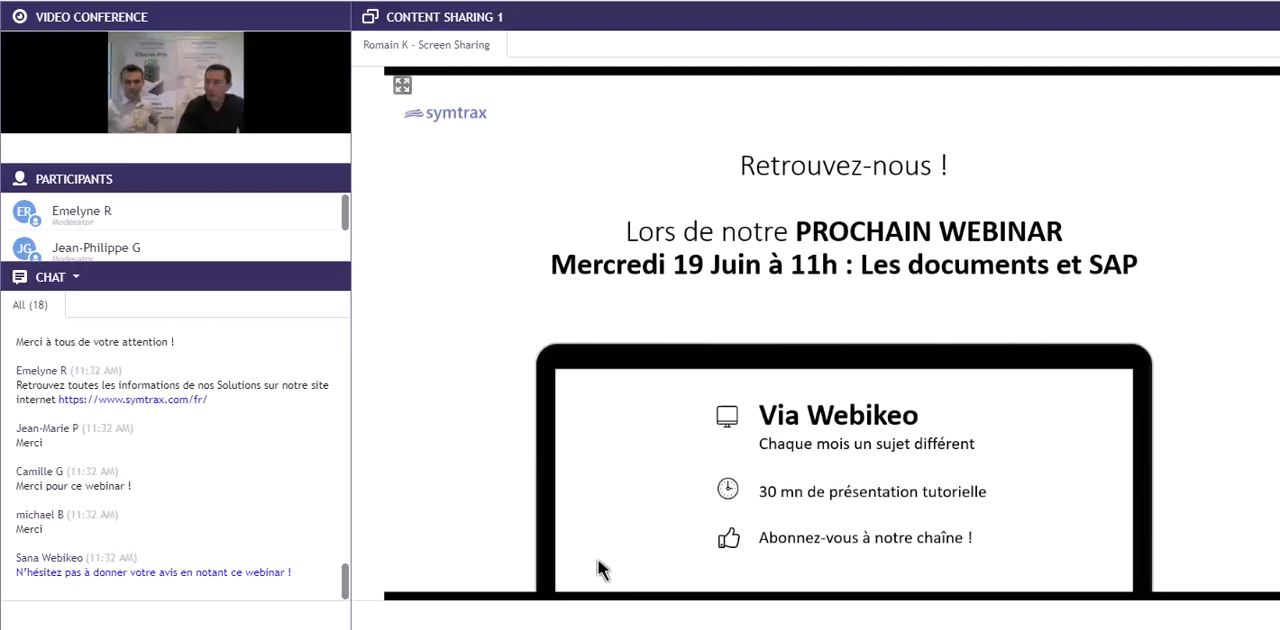 VIDEO CONFERENCE
PARTICIPANTS
ER
Emelyne R
Moderator
JG
Jean-Philippe G
Moderator
CHAT
All (18)
Merci à tous de votre attention !
Emelyne R (11:32 AM)
Retrouvez toutes les informations de nos Solutions sur notre site
internet https://www.symtrax.com/fr/
Jean-Marie P (11:32 AM)
Merci
Camille G (11:32 AM)
Merci pour ce webinar !
michael B (11:32 AM)
Merci
Sana Webikeo (11:32 AM)
N'hésitez pas à donner votre avis en notant ce webinar !
CONTENT SHARING 1
Romain K - Screen Sharing
symtrax
Retrouvez-nous !
Lors de notre PROCHAIN WEBINAR
Mercredi 19 Juin à 11h : Les documents et SAP
Via Webikeo
Chaque mois un sujet différent
30 mn de présentation tutorielle
Abonnez-vous à notre chaîne !